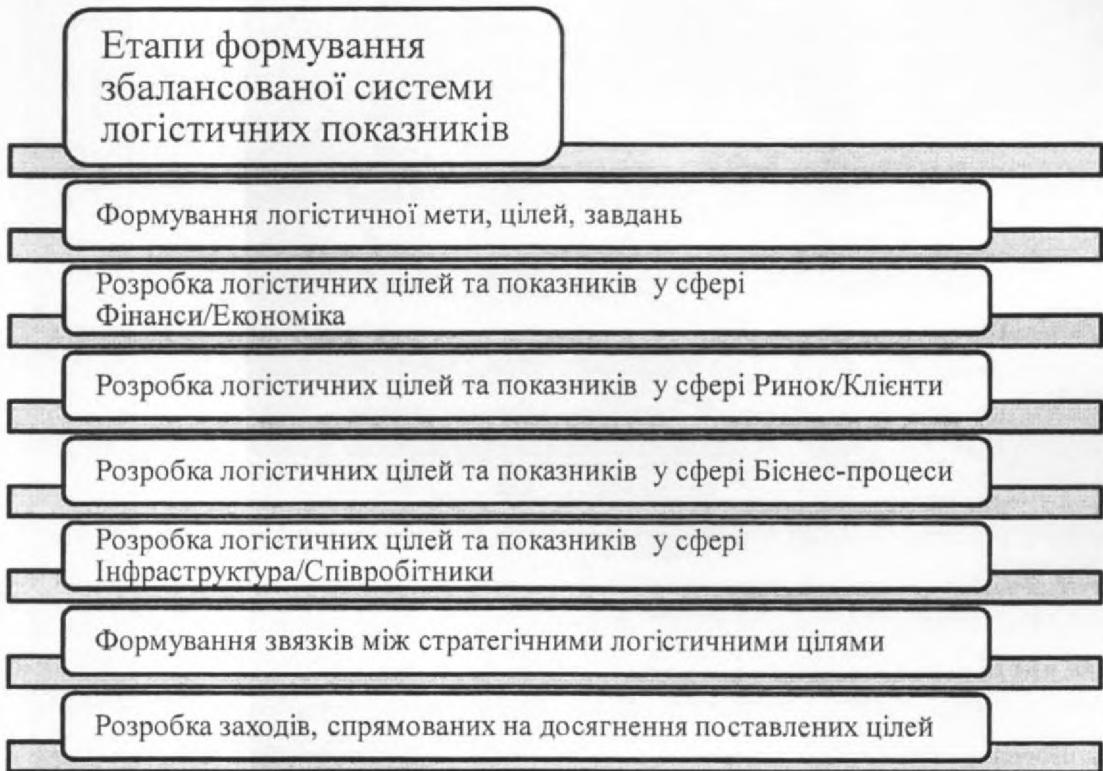 Етапи формування
збалансованої системи
логістичних показників
Формування логістичної мети, цілей, завдань
Розробка логістичних цілей та показників у сфері
Фінанси/Економіка
Розробка логістичних цілей та показників у сфері Ринок/Клієнти
Розробка логістичних цілей та показників у сфері Біснес-процеси
Розробка логістичних цілей та показників у сфері
Інфраструктура/Співробітники
Формування звязків між стратегічними логістичними цілями
Розробка заходів, спрямованих на досягнення поставлених цілей